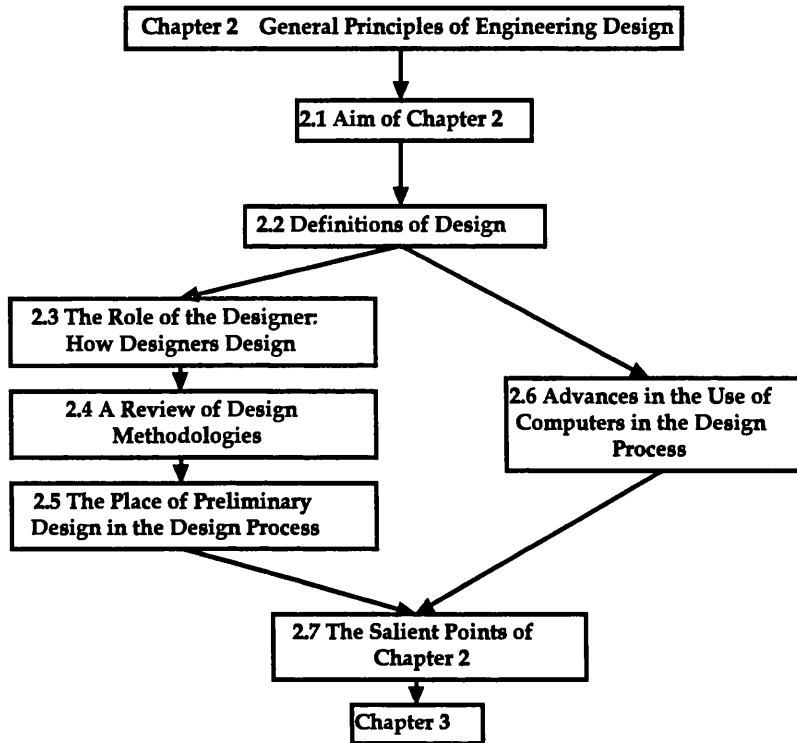 Chapter 2 General Principles of Engineering Design
2.1 Aim of Chapter 2
2.2 Definitions of Design
2.3 The Role of the Designer:
How Designers Design
2.4 A Review of Design
Methodologies
2.5 The Place of Preliminary
Design in the Design Process
2.6 Advances in the Use of
Computers in the Design
Process
2.7 The Salient Points of
Chapter 2
Chapter 3